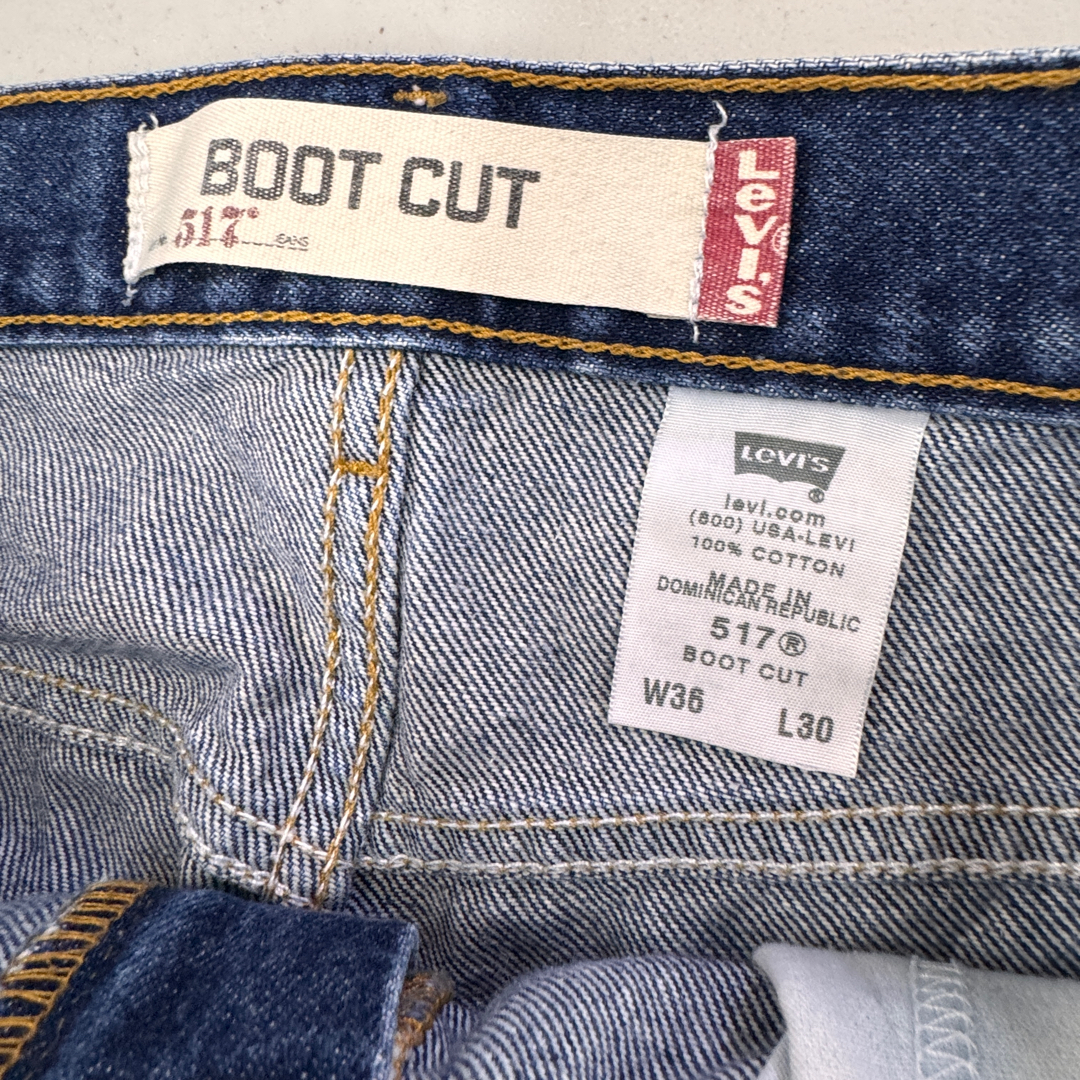 BOOT CUT
517®
JEANS
LEVI'S
LEVI'S
®
levi.com
(800) USA-LEVI
100% COTTON
MADE IN
DOMINICAN REPUBLIC
517®
BOOT CUT
W36 L30